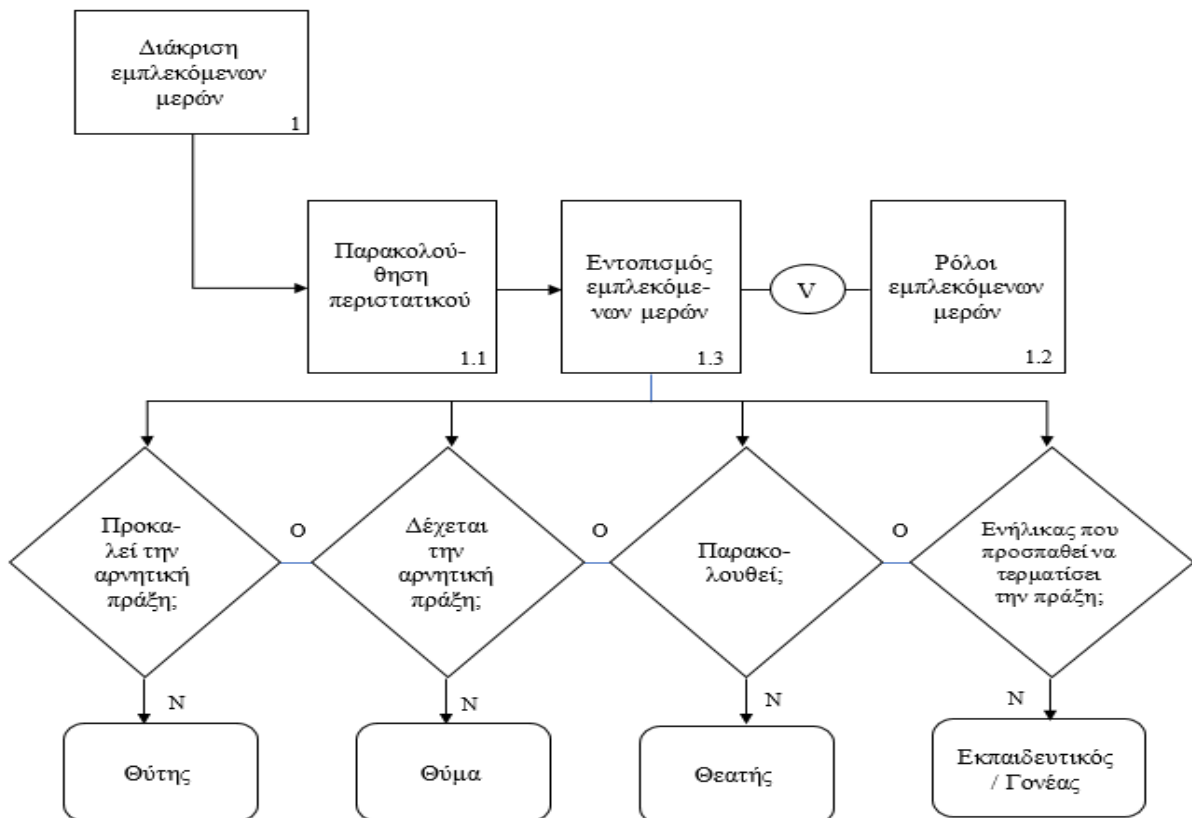 Διάκριση
εμπλεκόμενων
μερών
1
Παρακολού-
θηση
περιστατικού
1.1
Εντοπισμός
εμπλεκόμε-
νων μερών
1.3
V
Ρόλοι
εμπλεκόμενων
μερών
1.2
Προκα-
λεί την
αρνητική
πράξη;
Ο
Δέχεται
την
αρνητική
πράξη;
Ο
Παρακο-
λουθεί;
Ο
Ενήλικας που
προσπαθεί να
τερματίσει
την πράξη;
Ν
Ν
Ν
Ν
Θύτης
Θύμα
Θεατής
Εκπαιδευτικός
/ Γονέας